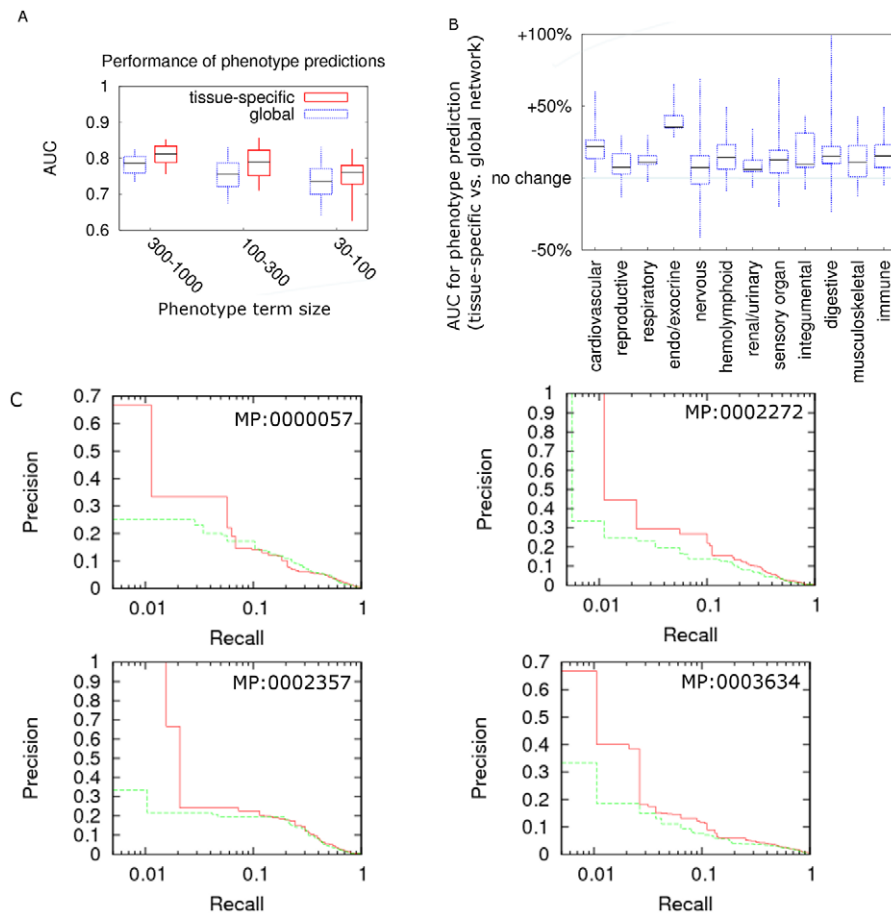 A
Performance of phenotype predictions
tissue-specific
global
AUC
1
0.9
0.8
0.7
0.6
300-1000
100-300
30-100
Phenotype term size
B
AUC for phenotype prediction
(tissue-specific vs. global network)
+100%
+50%
no change
-50%
cardiovascular
reproductive
respiratory
endo/exocrine
nervous
hemolymphoid
renal/urinary
sensory organ
integumental
digestive
musculoskeletal
immune
C
MP:0000057
Precision
0.7
0.6
0.5
0.4
0.3
0.2
0.1
0
0.01 0.1 1
Recall
MP:0002272
Precision
1
0.9
0.8
0.7
0.6
0.5
0.4
0.3
0.2
0.1
0
0.01 0.1 1
Recall
MP:0002357
Precision
1
0.9
0.8
0.7
0.6
0.5
0.4
0.3
0.2
0.1
0
0.01 0.1 1
Recall
MP:0003634
Precision
0.7
0.6
0.5
0.4
0.3
0.2
0.1
0
0.01 0.1 1
Recall